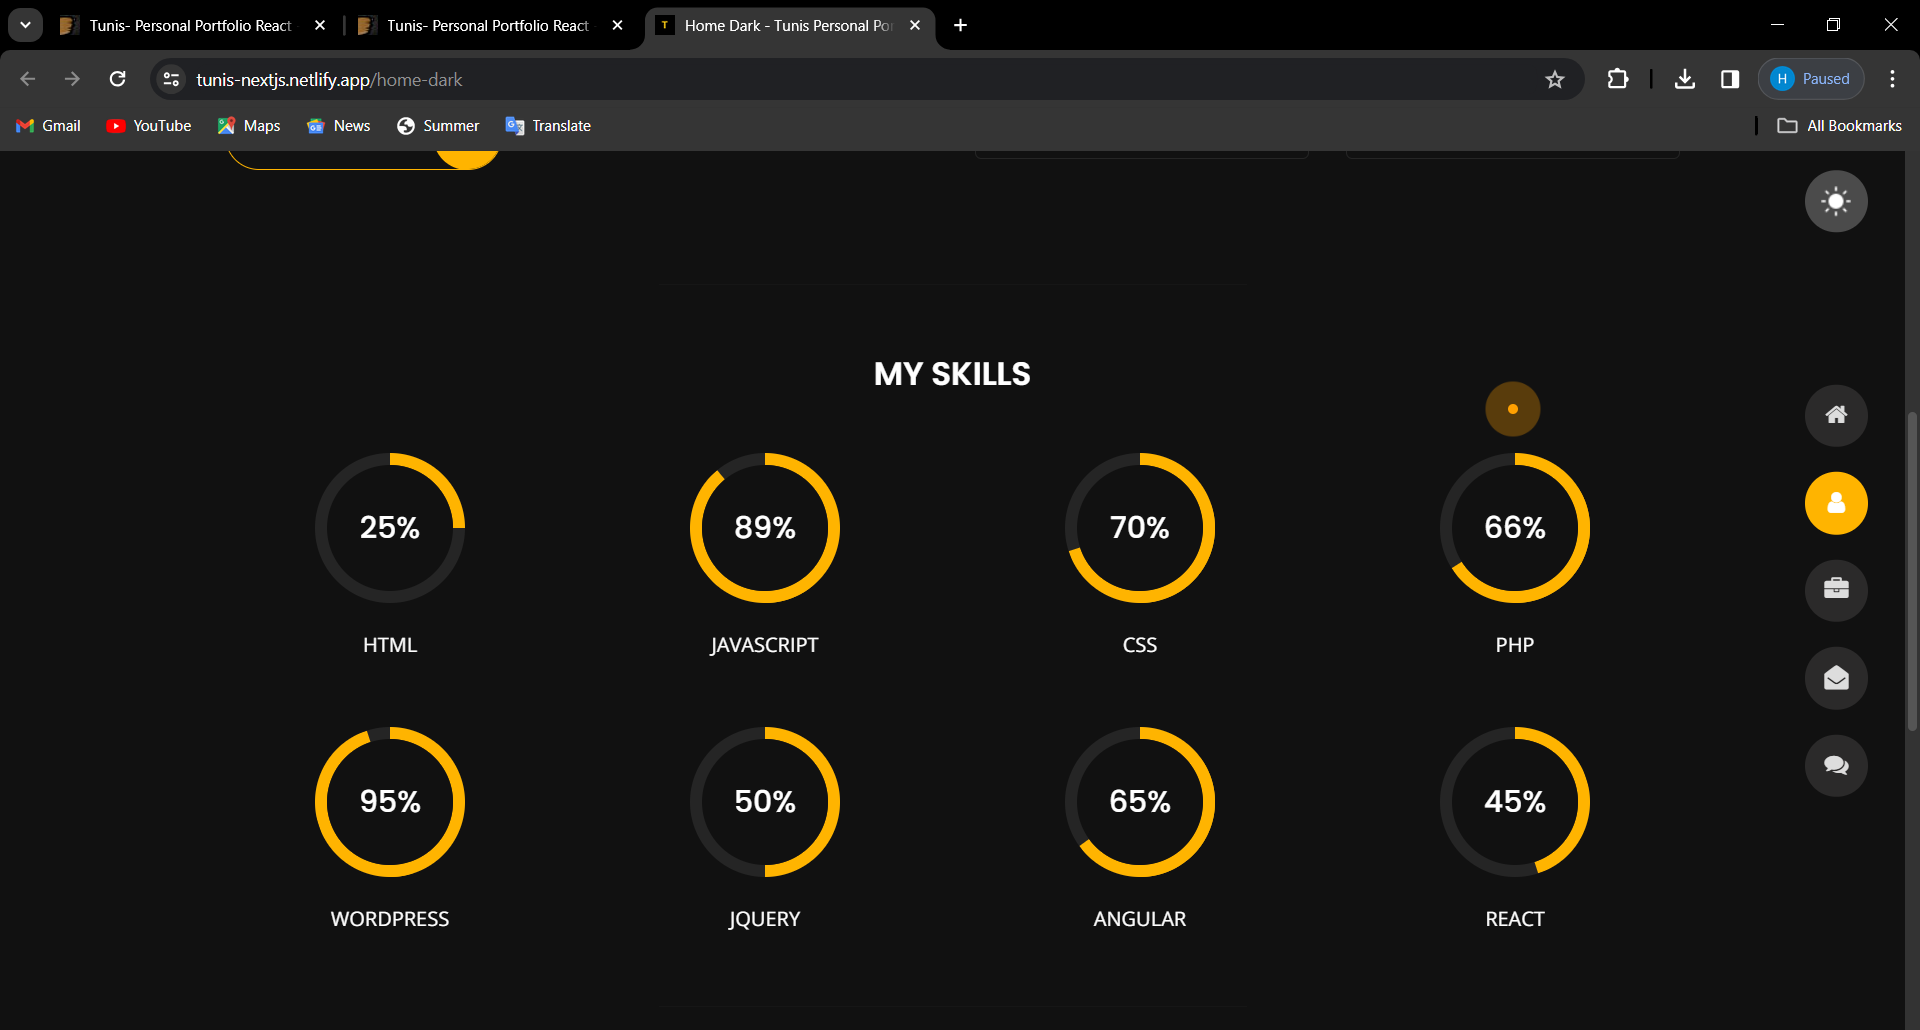 Tunis- Personal Portfolio React
Tunis- Personal Portfolio React
T
Home Dark - Tunis Personal Po
tunis-nextjs.netlify.app/home-dark
H Paused
Gmail
YouTube
Maps
News
Summer
Translate
All Bookmarks
MY SKILLS
25%
89%
70%
66%
HTML
JAVASCRIPT
CSS
PHP
95%
50%
65%
45%
WORDPRESS
JQUERY
ANGULAR
REACT